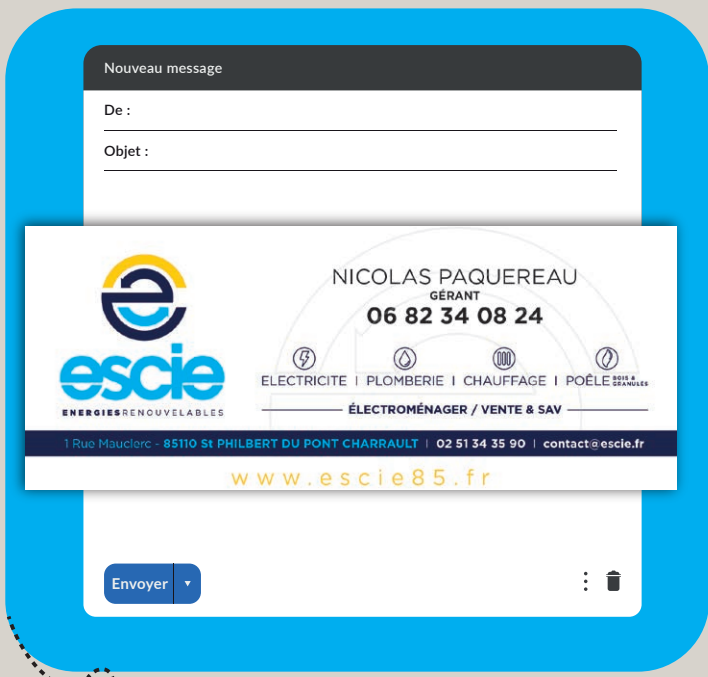 Nouveau message
De :
Objet :
NICOLAS PAQUEREAU
GÉRANT
06 82 34 08 24
escie
ENERGIESRENOUVELABLES
ELECTRICITE I PLOMBERIE I CHAUFFAGE I POÊLE BOIS & GRANULES
ÉLECTROMÉNAGER / VENTE & SAV
1 Rue Mauclerc - 85110 St PHILBERT DU PONT CHARRAULT | 02 51 34 35 90 | contact@escie.fr
www.escie85.fr
Envoyer